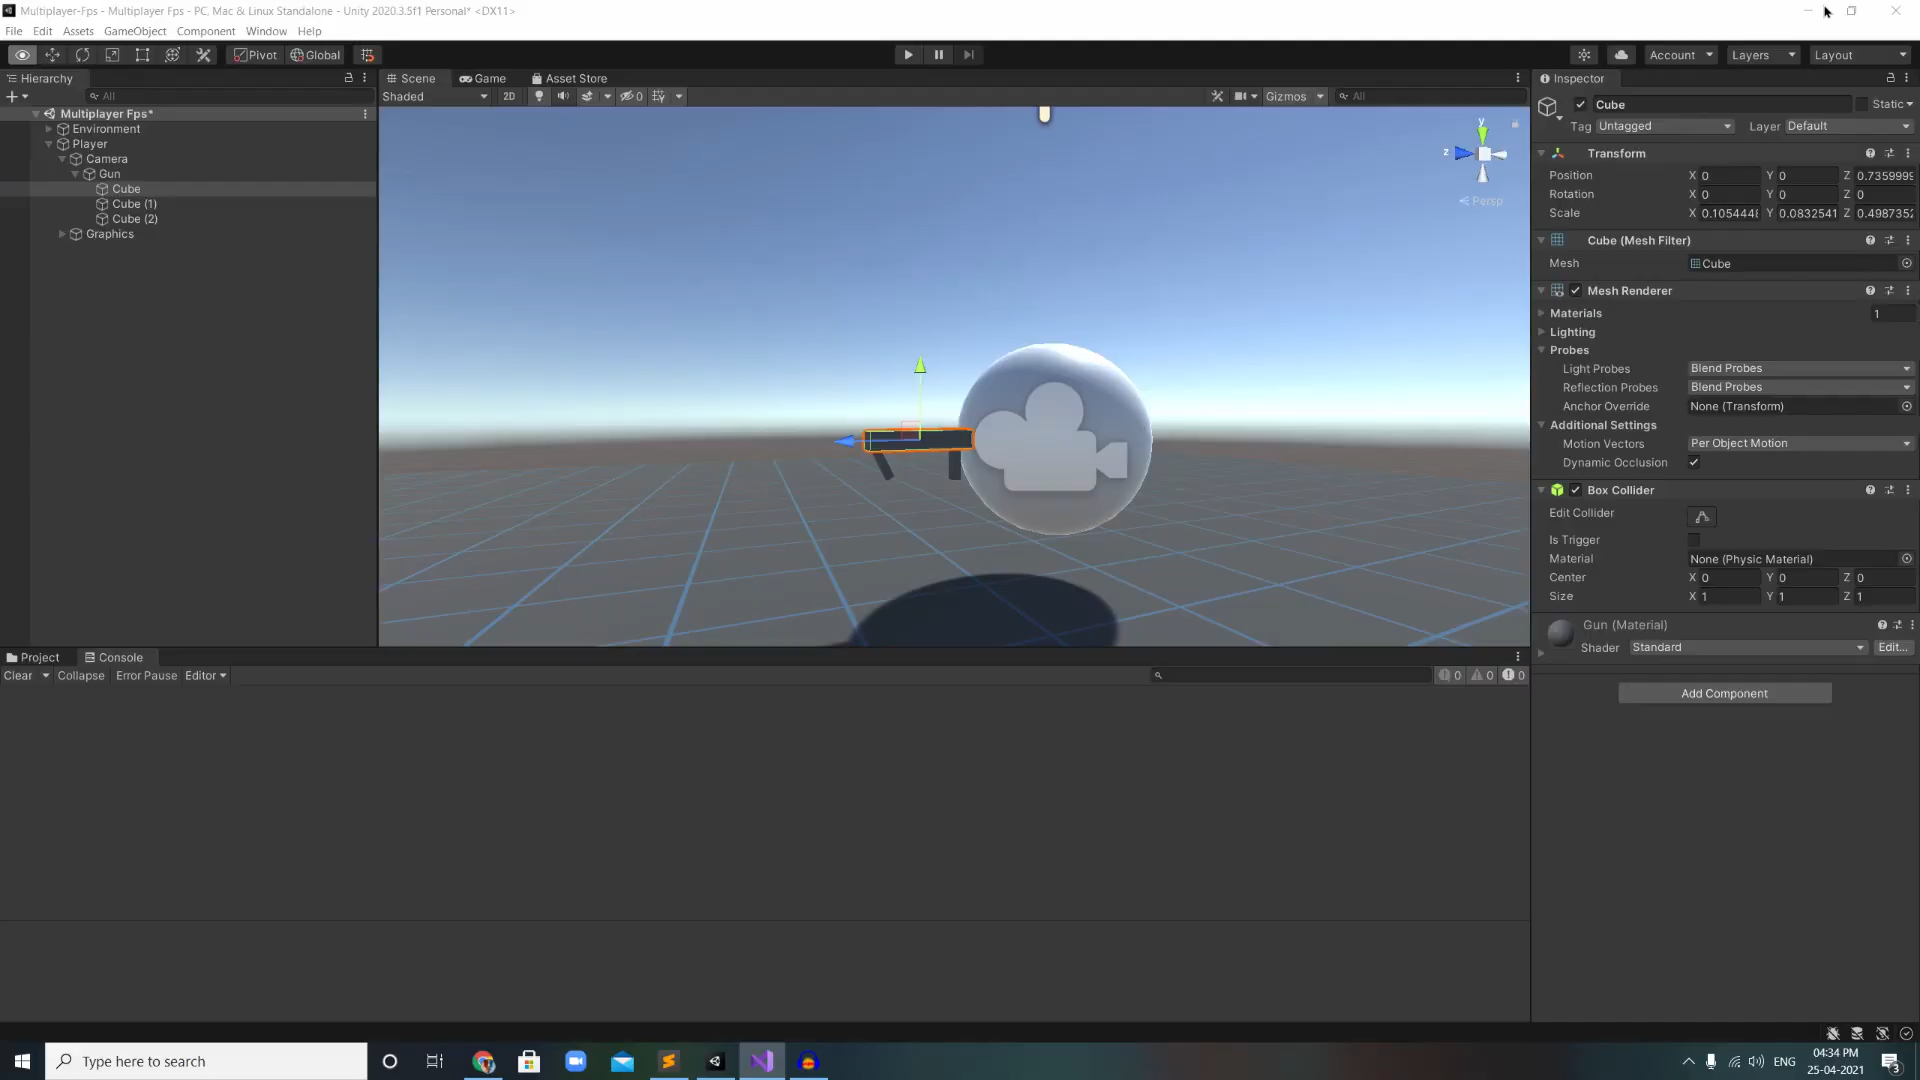 Multiplayer-Fps - Multiplayer Fps - PC, Mac & Linux Standalone - Unity 2020.3.5f1 Personal* <DX11>
File Edit Assets GameObject Component Window Help
Pivot Global Account Layers Layout
Hierarchy Scene Game Asset Store Inspector
All Shaded 2D 0 Gizmos All
Multiplayer Fps*
Environment
Player
Camera
Gun
Cube
Cube (1)
Cube (2)
Graphics
y
z
Persp
Cube Static
Tag Untagged Layer Default
Transform
Position X 0 Y 0 Z 0.7359999
Rotation X 0 Y 0 Z 0
Scale X 0.1054448 Y 0.0832541 Z 0.4987352
Cube (Mesh Filter)
Mesh Cube
Mesh Renderer
Materials 1
Lighting
Probes
Light Probes Blend Probes
Reflection Probes Blend Probes
Anchor Override None (Transform)
Additional Settings
Motion Vectors Per Object Motion
Dynamic Occlusion
Box Collider
Edit Collider
Is Trigger
Material None (Physic Material)
Center X 0 Y 0 Z 0
Size X 1 Y 1 Z 1
Gun (Material)
Shader Standard Edit...
Add Component
Project Console
Clear Collapse Error Pause Editor 0 0 0
Type here to search
ENG
04:34 PM
25-04-2021
3